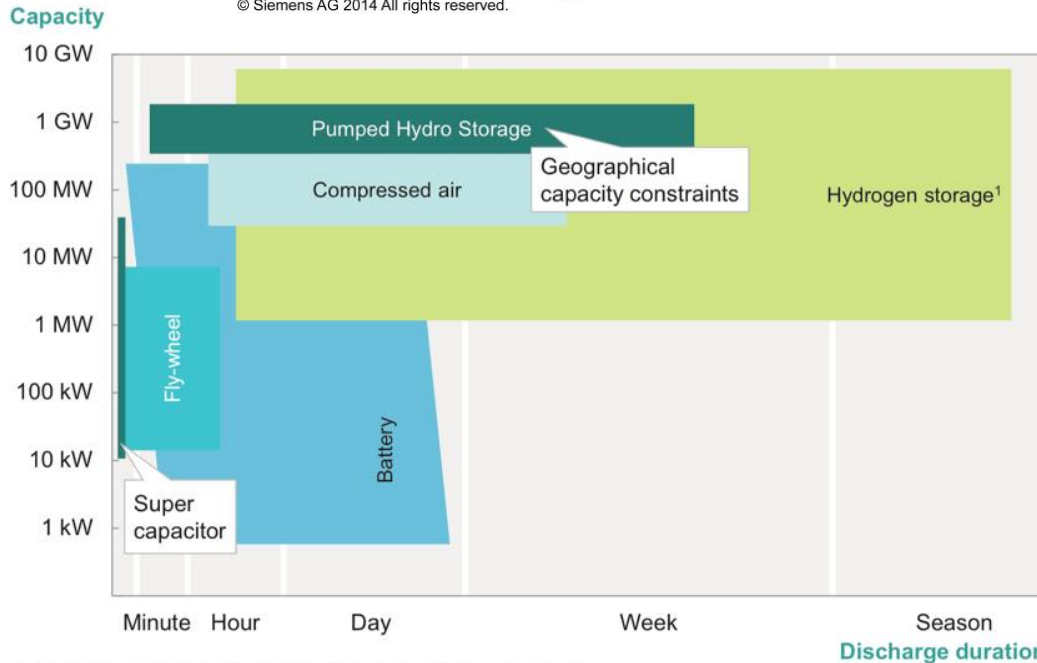 © Siemens AG 2014 All rights reserved.
Capacity
10 GW
1 GW
100 MW
10 MW
1 MW
100 kW
10 kW
1 kW
Pumped Hydro Storage
Geographical
capacity constraints
Compressed air
Hydrogen storage¹
Fly-wheel
Battery
Super
capacitor
Minute Hour Day Week Season
Discharge duration